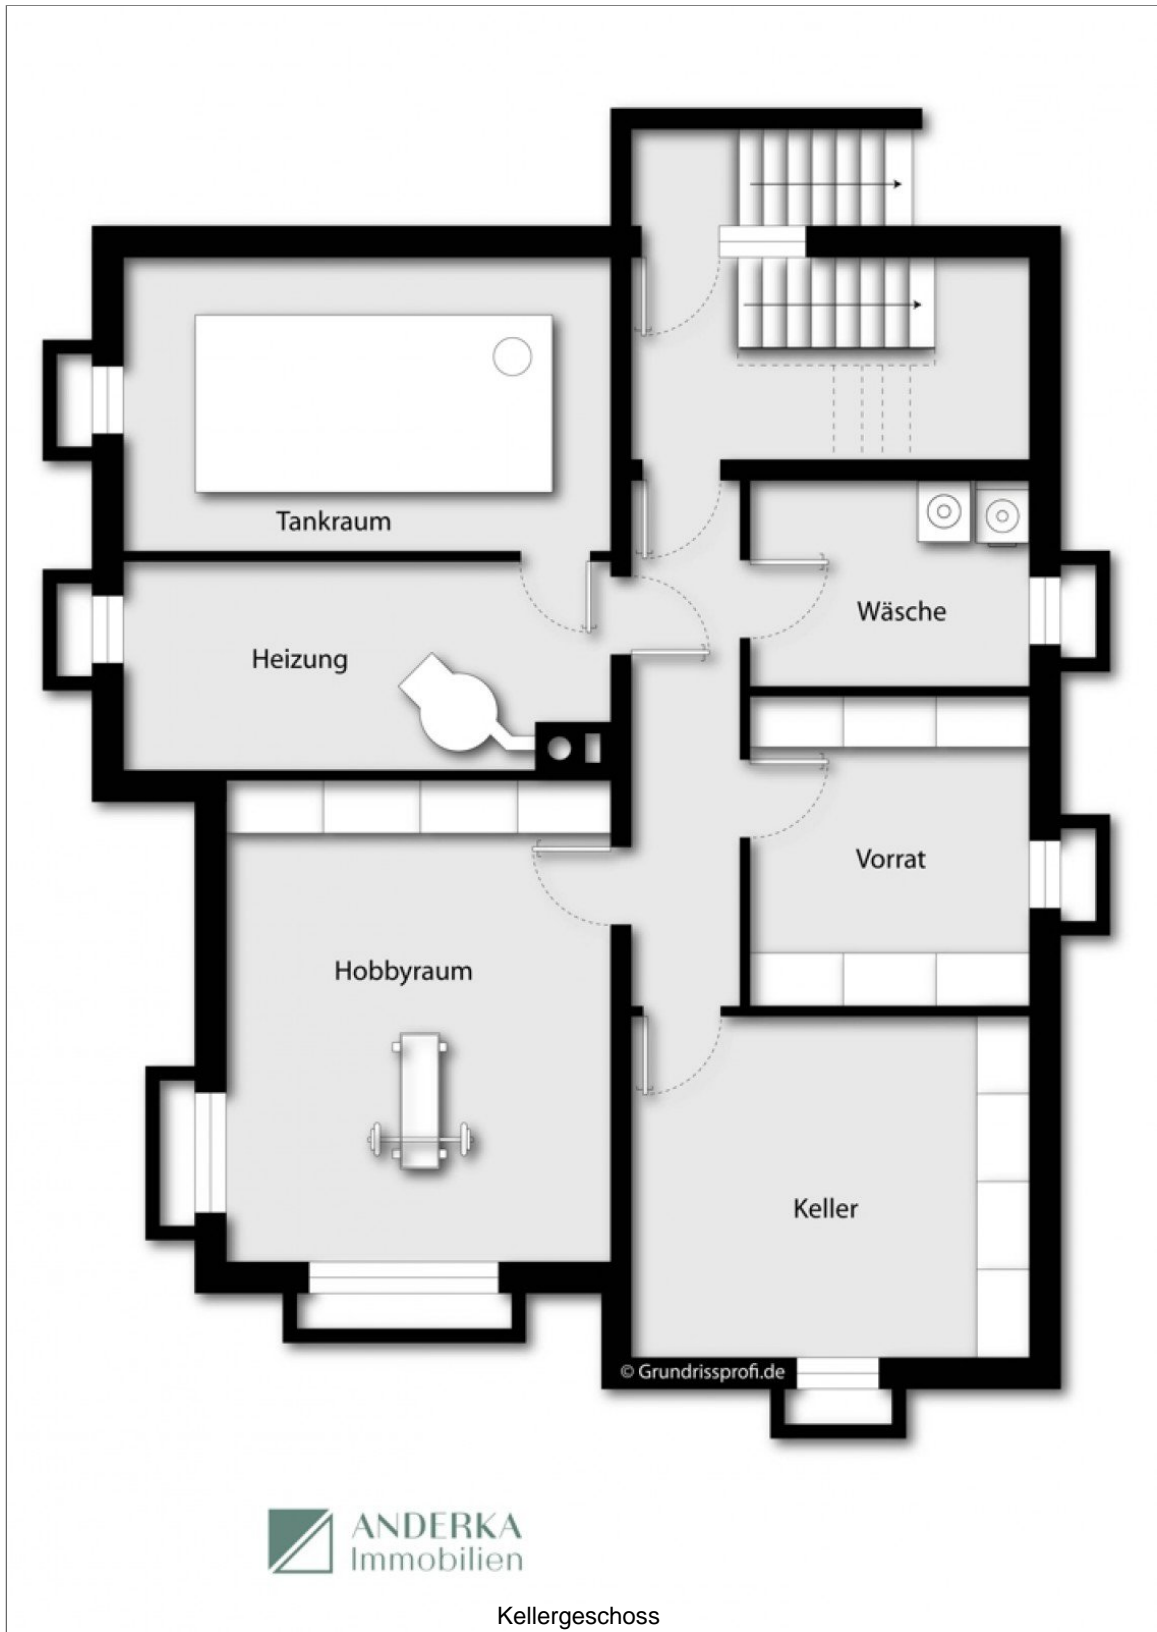 Tankraum
Wäsche
Heizung
Vorrat
Hobbyraum
Keller
© Grundrissprofi.de
ANDERKA
Immobilien
Kellergeschoss